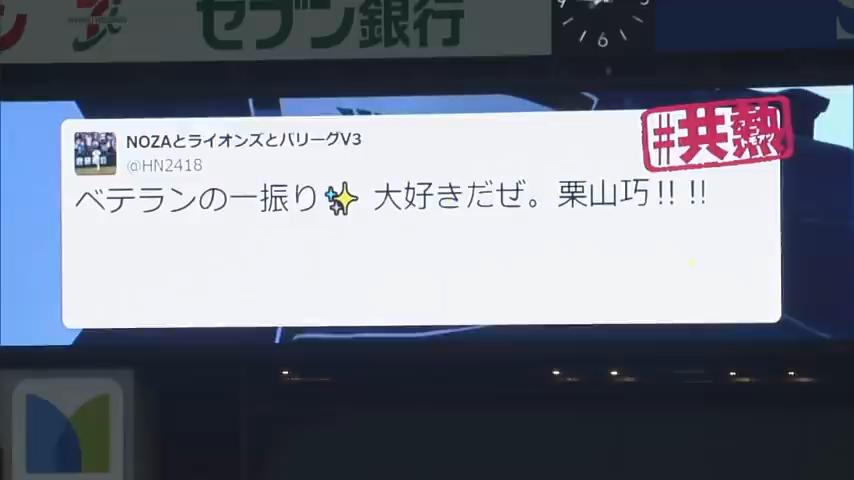 セブン銀行
6
NOZAとライオンズとパリーグV3
@HN2418
#共熱
ベテランの一振り✨ 大好きだぜ。栗山巧!! !!